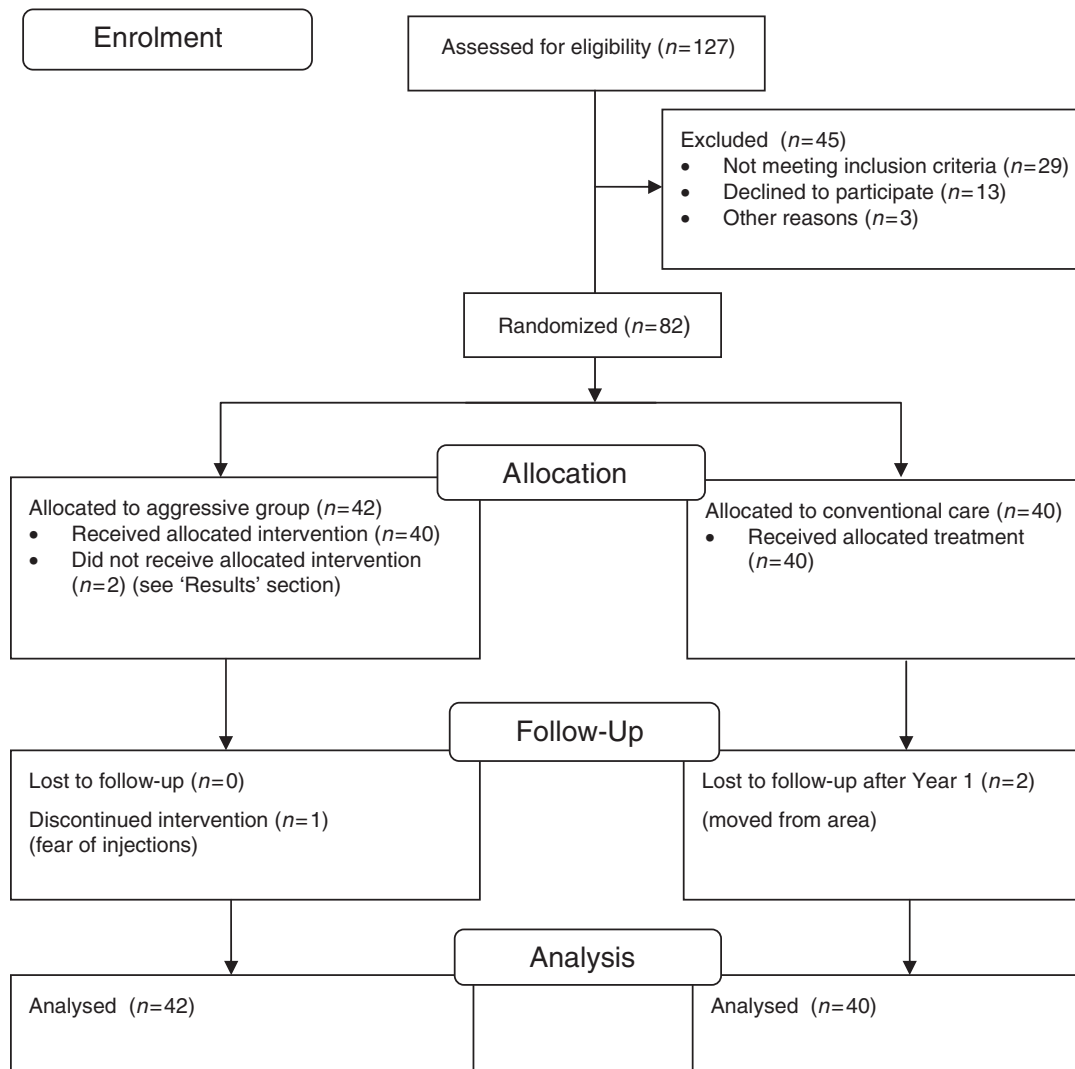 Enrolment
Assessed for eligibility (n=127)
Excluded (n=45)
• Not meeting inclusion criteria (n=29)
• Declined to participate (n=13)
• Other reasons (n=3)
Randomized (n=82)
Allocation
Allocated to aggressive group (n=42)
• Received allocated intervention (n=40)
• Did not receive allocated intervention
(n=2) (see ‘Results’ section)
Allocated to conventional care (n=40)
• Received allocated treatment
(n=40)
Follow-Up
Lost to follow-up (n=0)
Discontinued intervention (n=1)
(fear of injections)
Lost to follow-up after Year 1 (n=2)
(moved from area)
Analysis
Analysed (n=42)
Analysed (n=40)